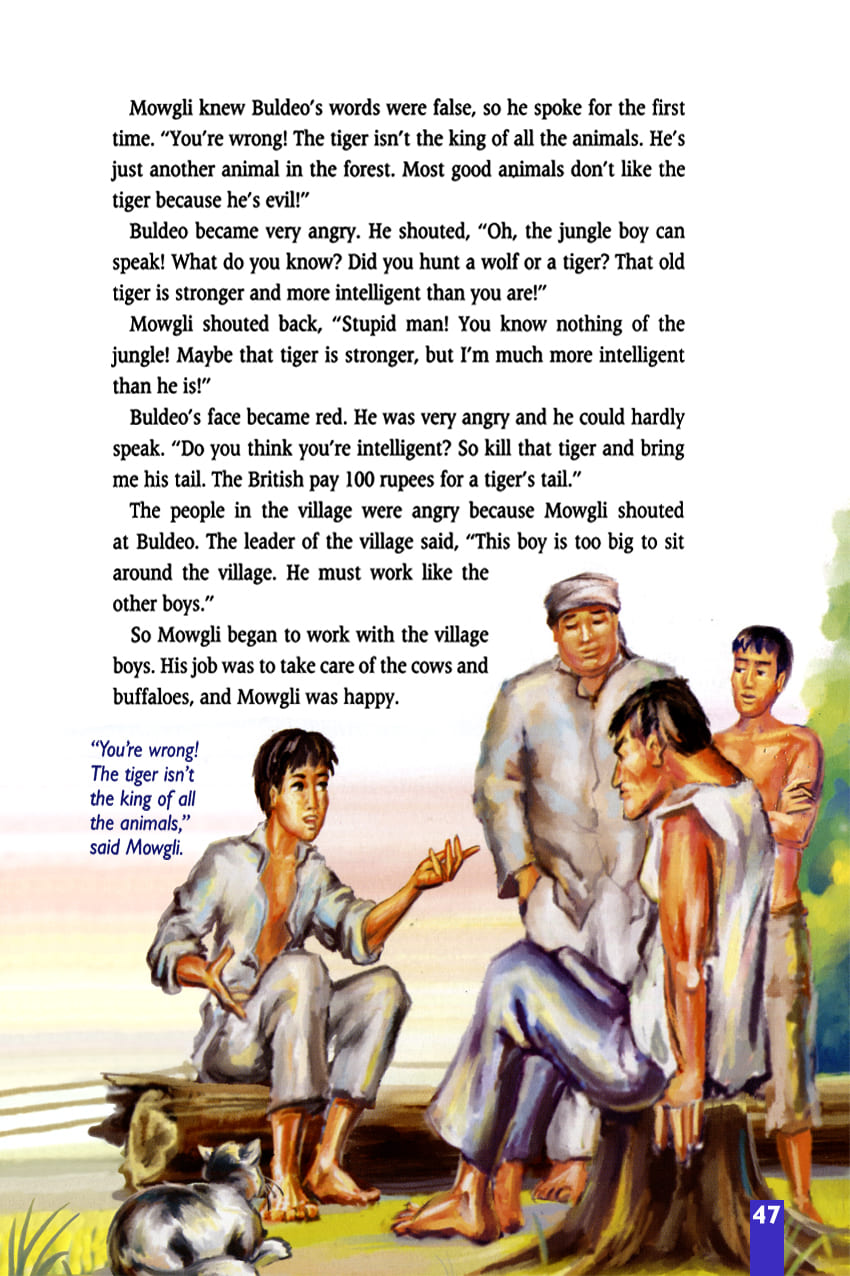 Mowgli knew Buldeo’s words were false, so he spoke for the first
time. “You’re wrong! The tiger isn’t the king of all the animals. He’s
just another animal in the forest. Most good animals don’t like the
tiger because he’s evil!”
Buldeo became very angry. He shouted, “Oh, the jungle boy can
speak! What do you know? Did you hunt a wolf or a tiger? That old
tiger is stronger and more intelligent than you are!”
Mowgli shouted back, “Stupid man! You know nothing of the
jungle! Maybe that tiger is stronger, but I’m much more intelligent
than he is!”
Buldeo’s face became red. He was very angry and he could hardly
speak. “Do you think you’re intelligent? So kill that tiger and bring
me his tail. The British pay 100 rupees for a tiger’s tail.”
The people in the village were angry because Mowgli shouted
at Buldeo. The leader of the village said, “This boy is too big to sit
around the village. He must work like the
other boys.”
So Mowgli began to work with the village
boys. His job was to take care of the cows and
buffaloes, and Mowgli was happy.
“You’re wrong!
The tiger isn’t
the king of all
the animals,”
said Mowgli.
47